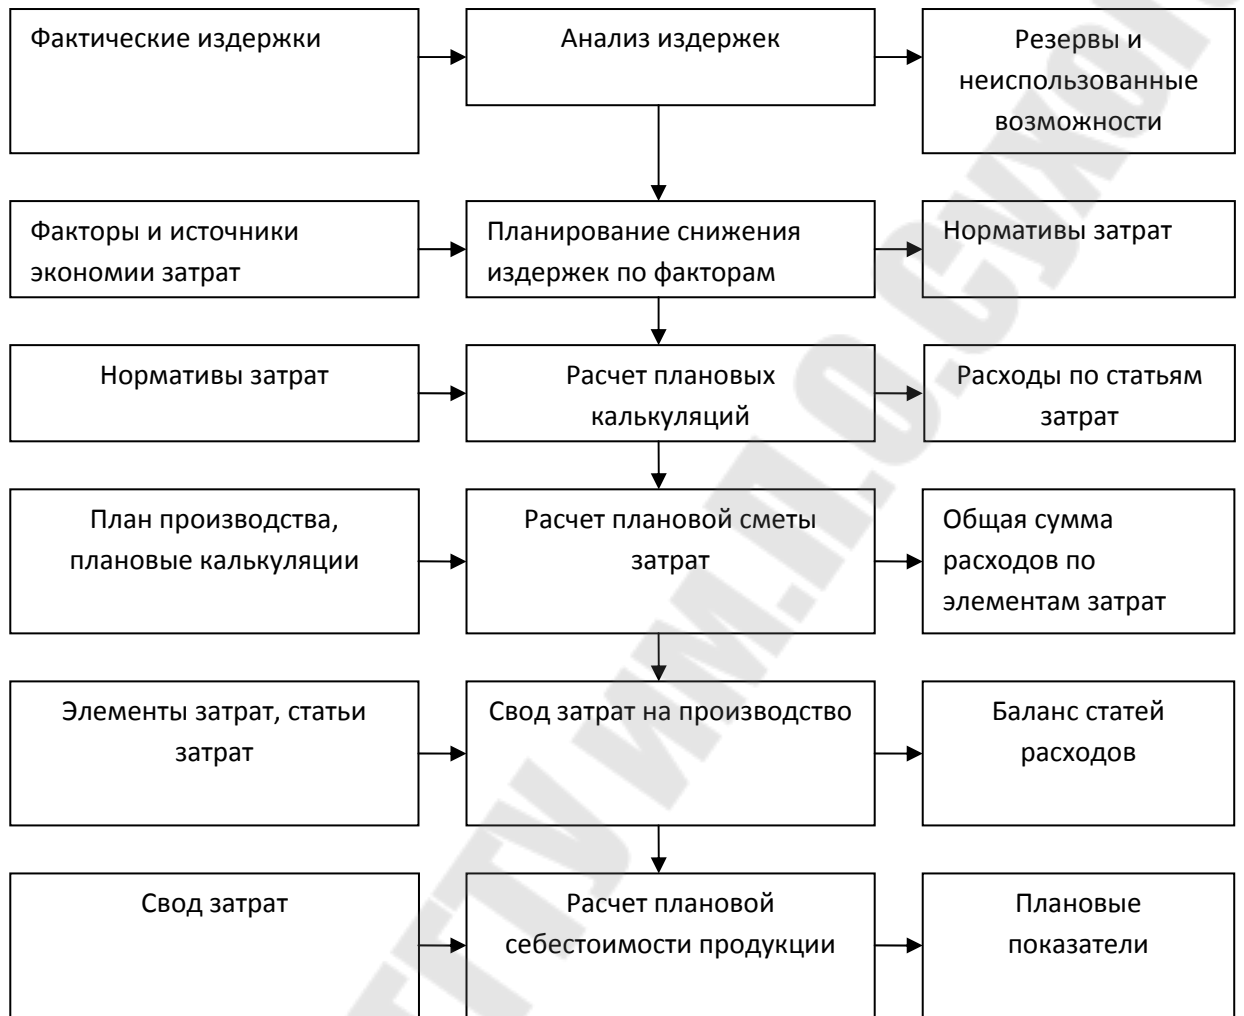 Фактические издержки
Анализ издержек
Резервы и
неиспользованные
возможности
Факторы и источники
экономии затрат
Планирование снижения
издержек по факторам
Нормативы затрат
Нормативы затрат
Расчет плановых
калькуляций
Расходы по статьям
затрат
План производства,
плановые калькуляции
Расчет плановой сметы
затрат
Общая сумма
расходов по
элементам затрат
Элементы затрат, статьи
затрат
Свод затрат на производство
Баланс статей
расходов
Свод затрат
Расчет плановой
себестоимости продукции
Плановые
показатели